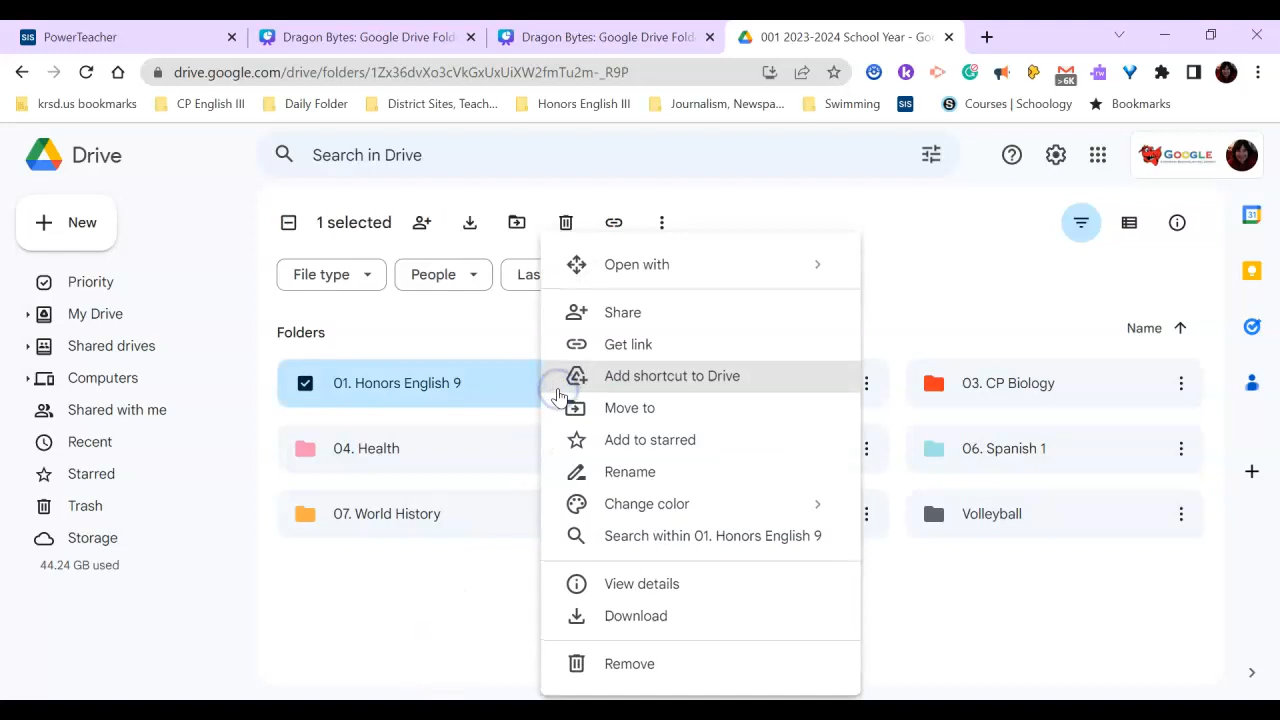 PowerTeacher
Dragon Bytes: Google Drive Fold
Dragon Bytes: Google Drive Fold
001 2023-2024 School Year - Goo
drive.google.com/drive/folders/1Zx36dvXo3cVkGxUxUiXW2fmTu2m-_R9P
>6K
rw
krsd.us bookmarks
CP English III
Daily Folder
District Sites, Teach...
Honors English III
Journalism, Newspa...
Swimming
SIS
Courses | Schoology
Bookmarks
Drive
Search in Drive
Google
New
1 selected
File type
People
Las
Priority
My Drive
Shared drives
Computers
Shared with me
Recent
Starred
Trash
Storage
44.24 GB used
Folders
Name
01. Honors English 9
03. CP Biology
04. Health
06. Spanish 1
07. World History
Volleyball
Open with
Share
Get link
Add shortcut to Drive
Move to
Add to starred
Rename
Change color
Search within 01. Honors English 9
View details
Download
Remove
31